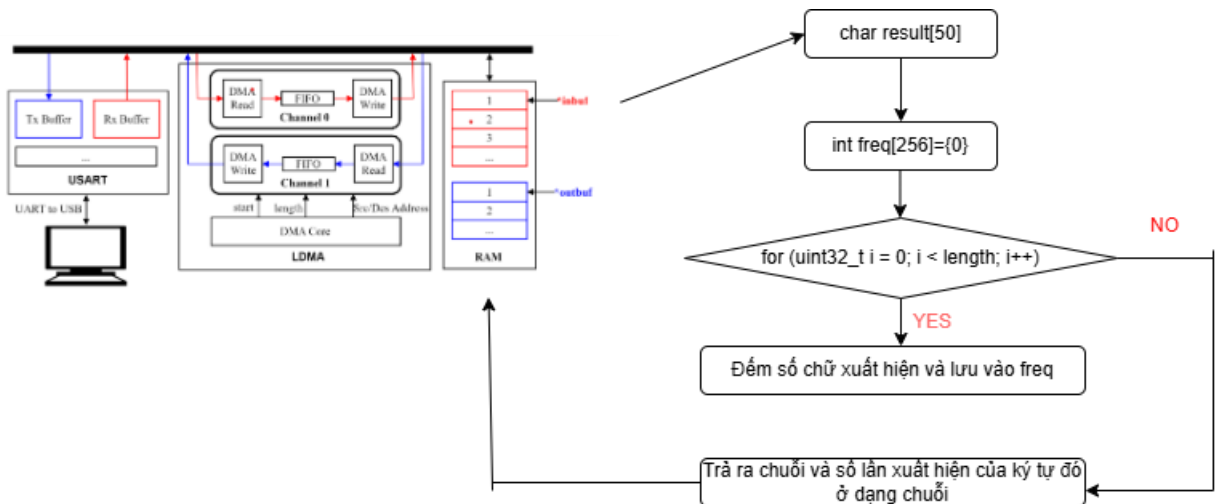 Tx Buffer
Rx Buffer
...
USART
UART to USB
DMA
Read
FIFO
DMA
Write
Channel 0
DMA
Write
FIFO
DMA
Read
Channel 1
start
length
Src/Des Address
DMA Core
LDMA
1
2
3
...
*inbuf
1
2
...
*outbuf
RAM
char result[50]
int freq[256]={0}
for (uint32_t i = 0; i < length; i++)
NO
YES
Đếm số chữ xuất hiện và lưu vào freq
Trả ra chuỗi và số lần xuất hiện của ký tự đó
ở dạng chuỗi